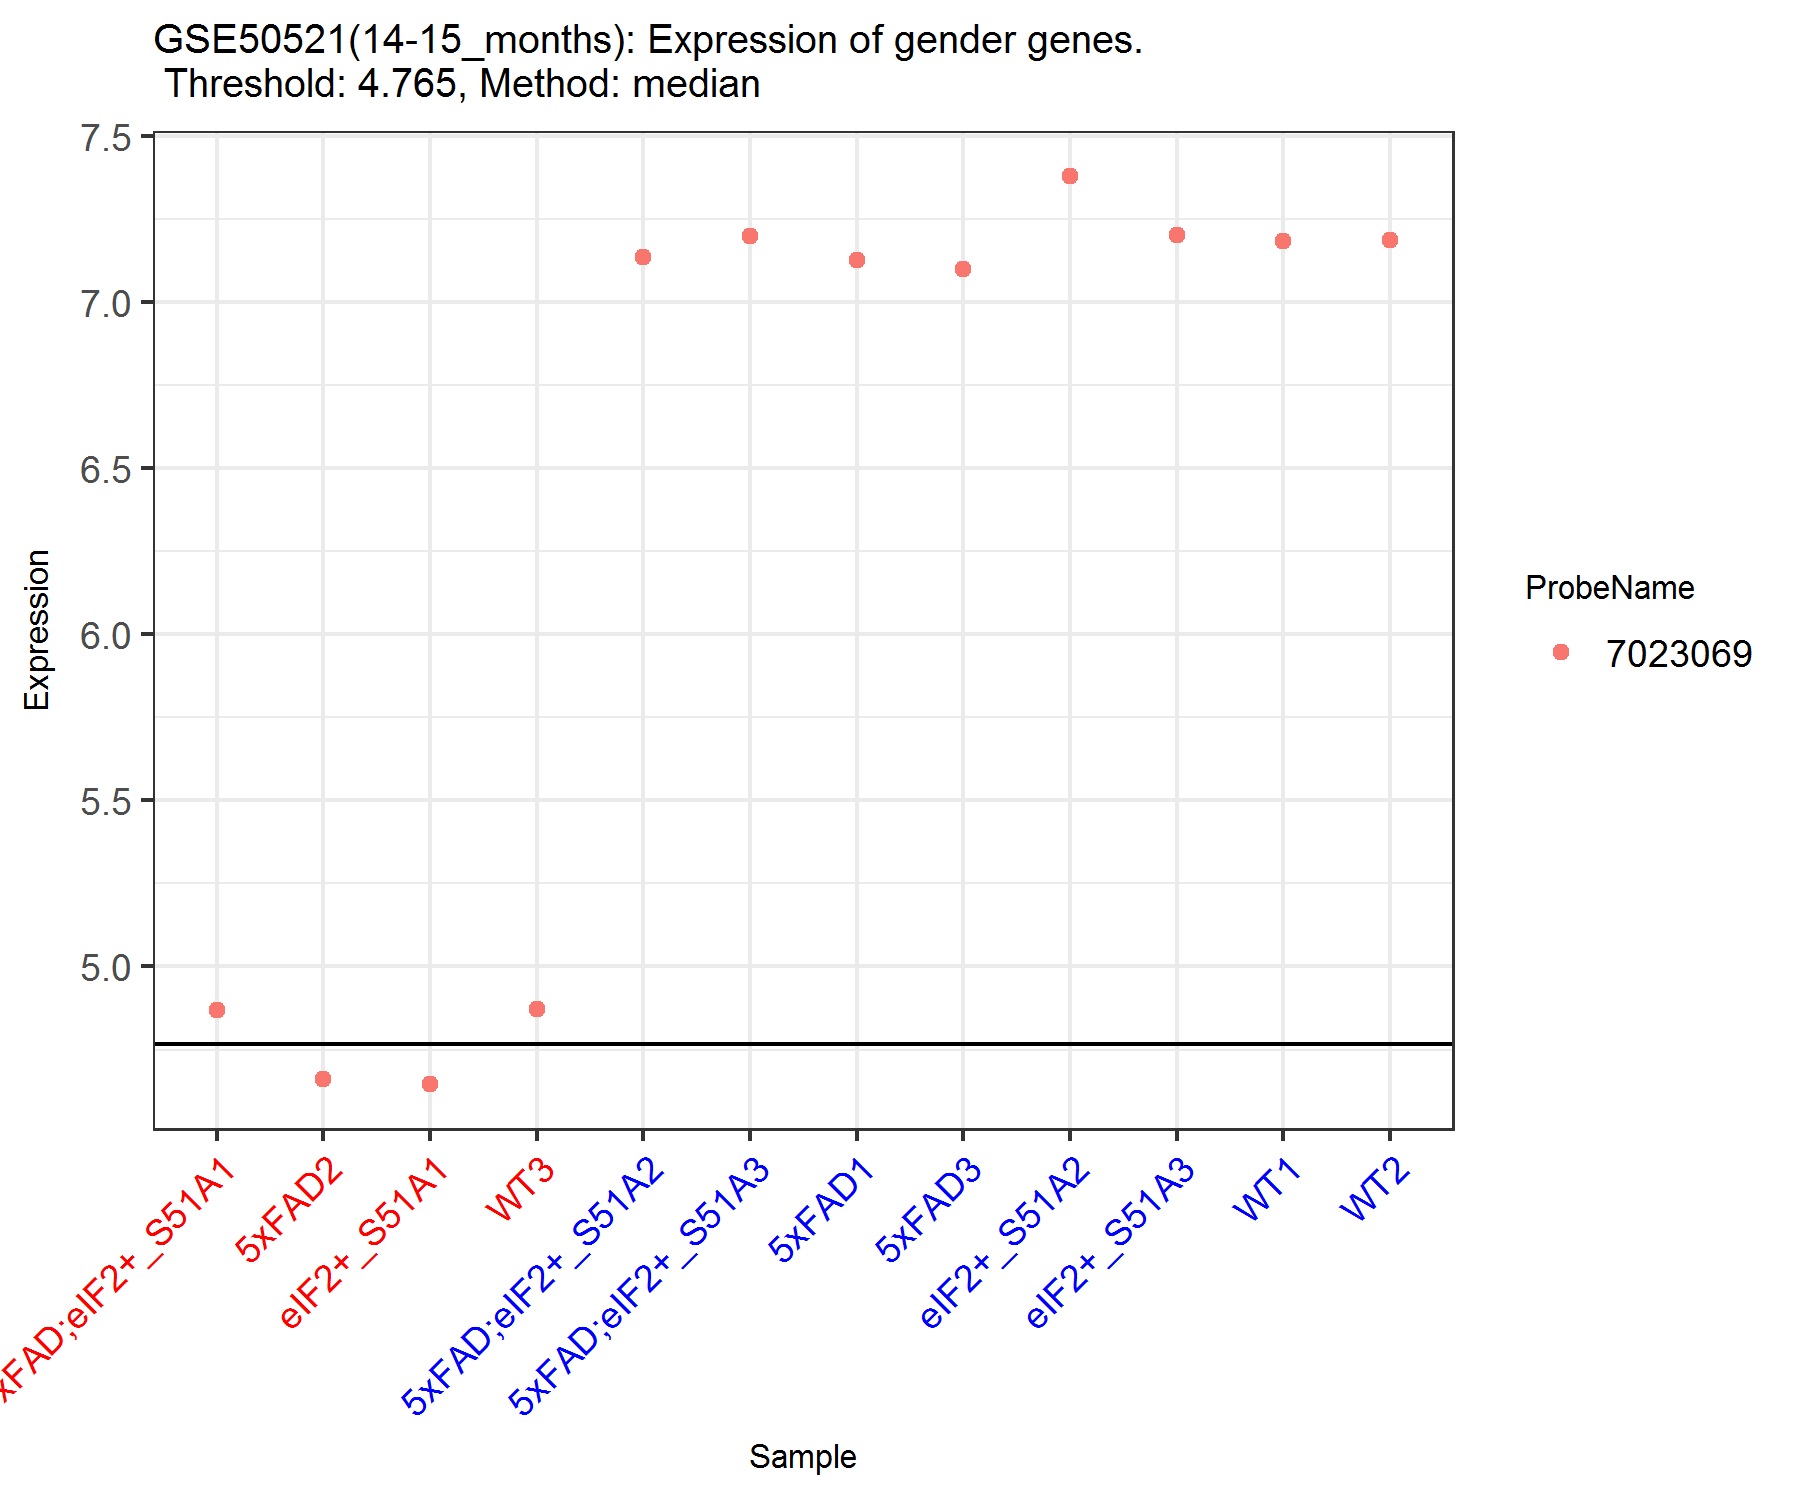 GSE50521(14-15_months): Expression of gender genes.
Threshold: 4.765, Method: median
7.5
7.0
6.5
6.0
5.5
5.0
Expression
ProbeName
7023069
xFAD;eIF2+_S51A1
5xFAD2
eIF2+_S51A1
WT3
5xFAD;eIF2+_S51A2
5xFAD;eIF2+_S51A3
5xFAD1
5xFAD3
eIF2+_S51A2
eIF2+_S51A3
WT1
WT2
Sample